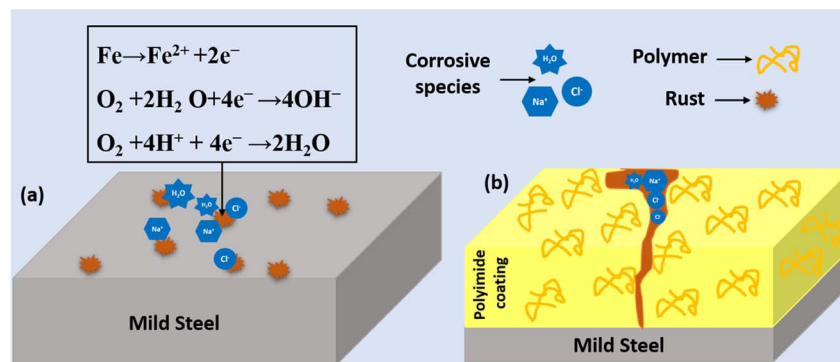 Fe→Fe²⁺ +2e⁻
O₂ +2H₂ O+4e⁻ →4OH⁻
O₂ +4H⁺ + 4e⁻ →2H₂O
Corrosive
species
H₂O
Na⁺
Cl⁻
Polymer
Rust
(a)
H₂O
H₂O
Cl⁻
Na⁺
Na⁺
Cl⁻
Mild Steel
(b)
H₂O
Na⁺
Cl⁻
Cl⁻
Polyimide
coating
Mild Steel